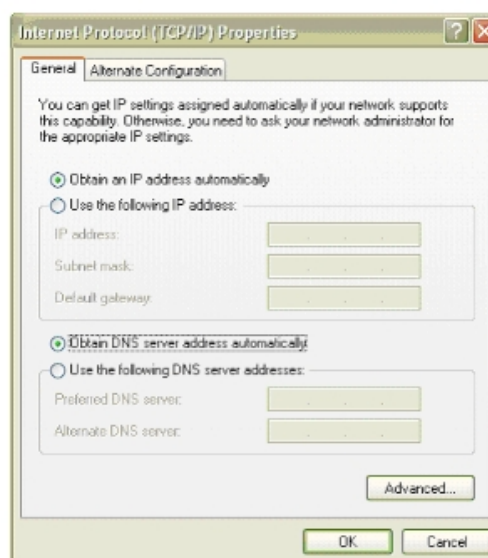 Internet Protocol (TCP/IP) Properties
General
Alternate Configuration
You can get IP settings assigned automatically if your network supports
this capability. Otherwise, you need to ask your network administrator for
the appropriate IP settings.
Obtain an IP address automatically
Use the following IP address:
IP address:
Subnet mask:
Default gateway:
Obtain DNS server address automatically
Use the following DNS server addresses:
Preferred DNS server:
Alternate DNS server:
Advanced...
OK
Cancel